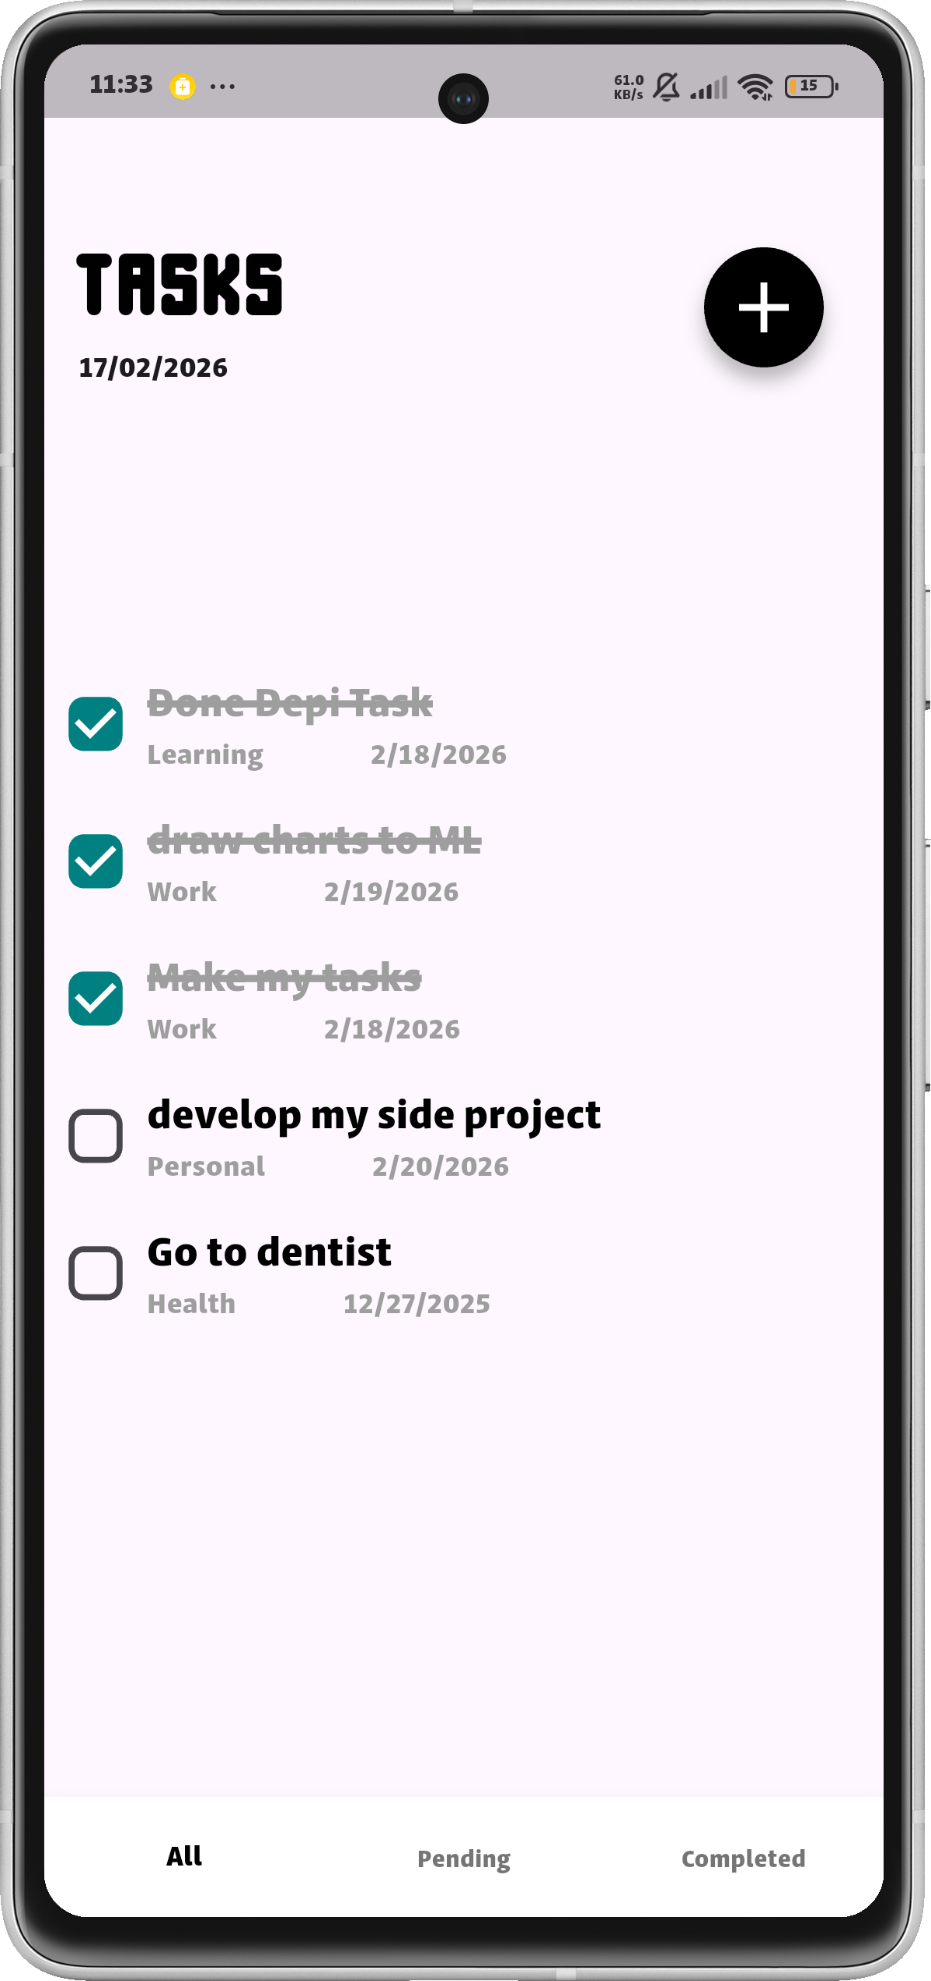 11:33 ... 61.0 KB/s 15
TASKS
17/02/2026
Done Depi Task
Learning 2/18/2026
draw charts to ML
Work 2/19/2026
Make my tasks
Work 2/18/2026
develop my side project
Personal 2/20/2026
Go to dentist
Health 12/27/2025
All Pending Completed